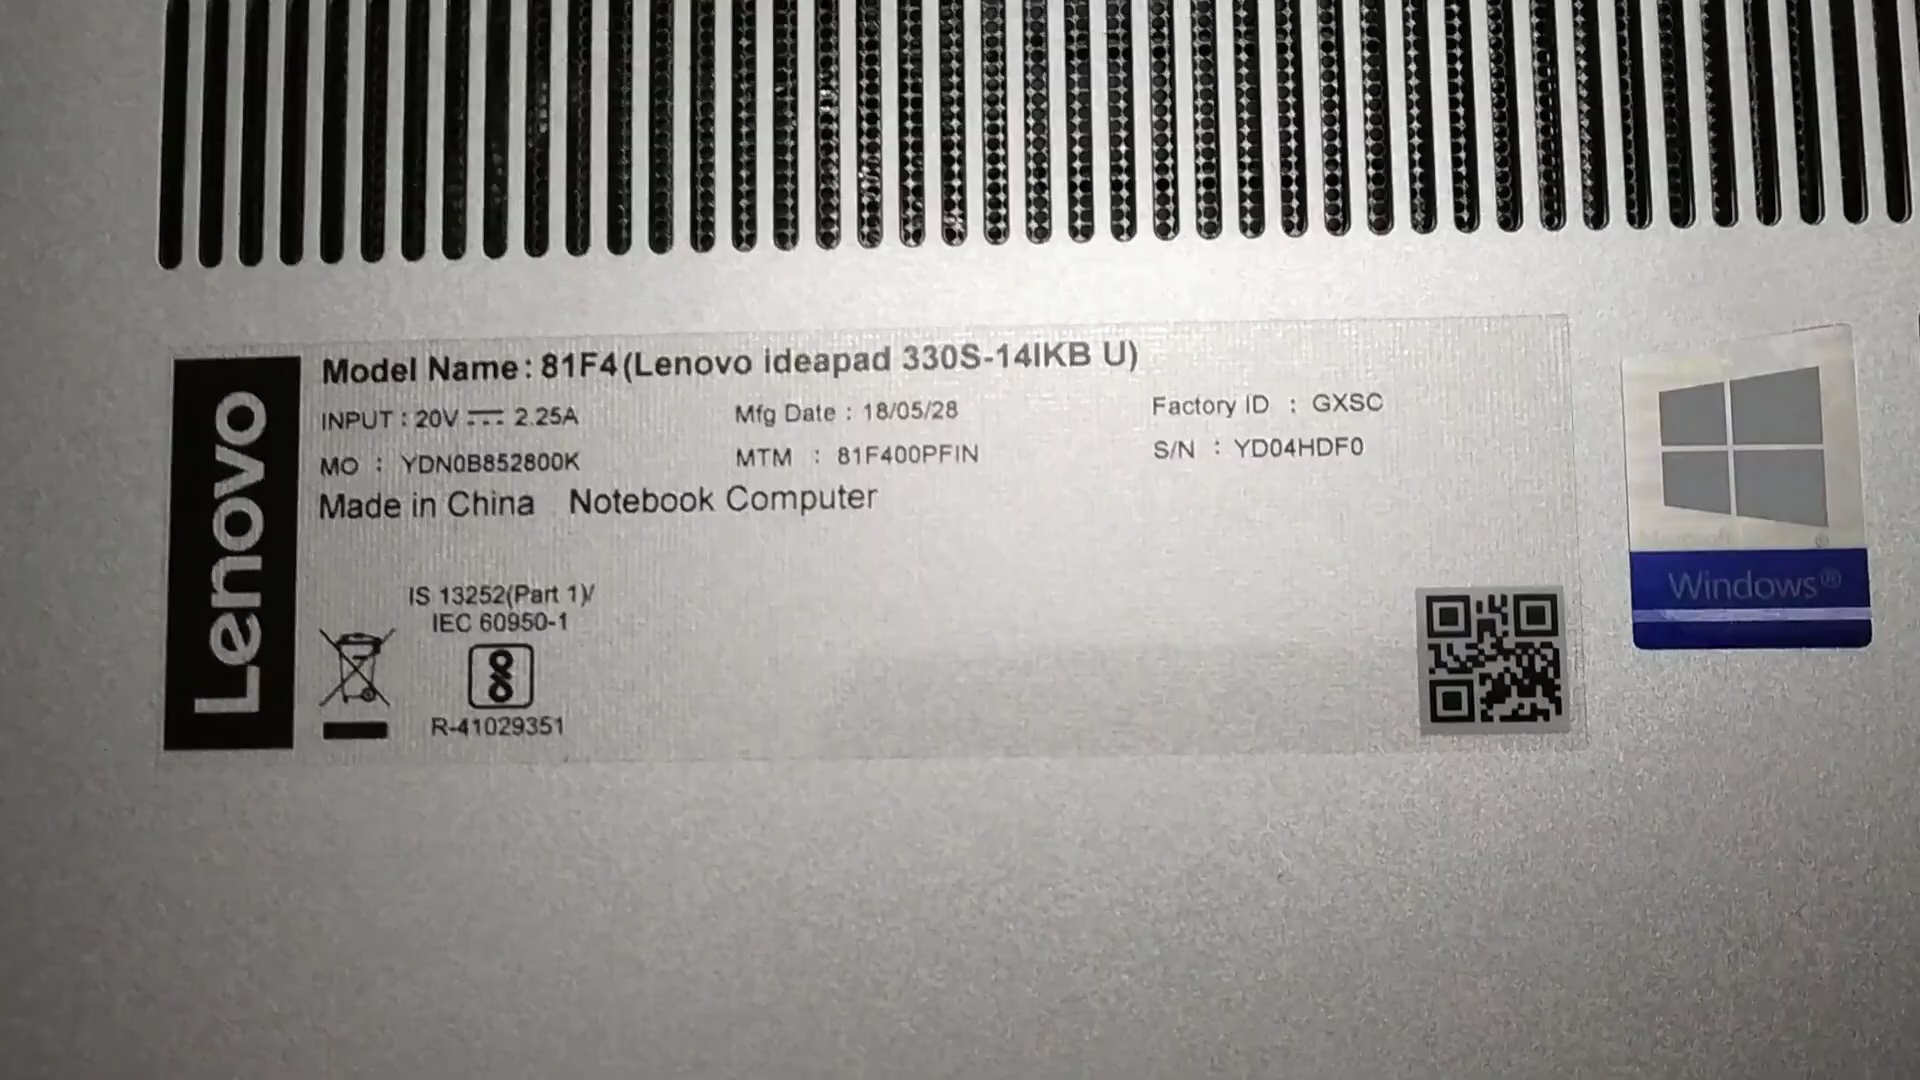 Lenovo
Model Name: 81F4(Lenovo ideapad 330S-14IKB U)
INPUT : 20V ⎓ 2.25A Mfg Date : 18/05/28 Factory ID : GXSC
MO : YDN0B852800K MTM : 81F400PFIN S/N : YD04HDF0
Made in China Notebook Computer
IS 13252(Part 1)/
IEC 60950-1
R-41029351
Windows®